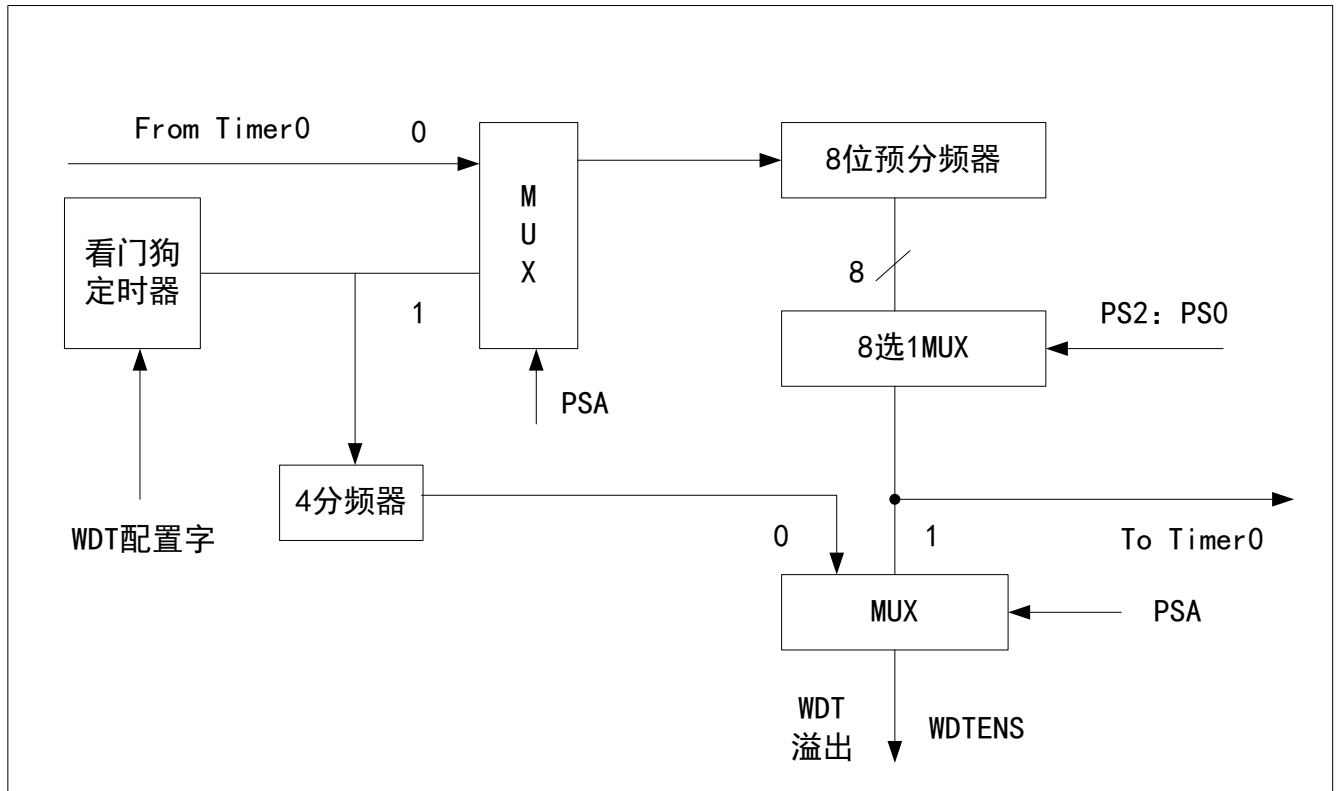 From Timer0
0
M
U
X
8位预分频器
看门狗
定时器
1
8
PS2：PS0
8选1MUX
PSA
4分频器
WDT配置字
0
1
To Timer0
MUX
PSA
WDT
溢出
WDTENS